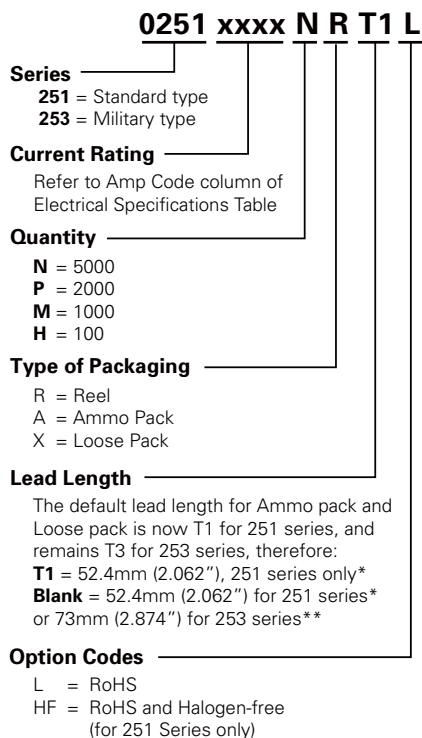 0251 xxxx N R T1 L
Series
251 = Standard type
253 = Military type
Current Rating
Refer to Amp Code column of
Electrical Specifications Table
Quantity
N = 5000
P = 2000
M = 1000
H = 100
Type of Packaging
R = Reel
A = Ammo Pack
X = Loose Pack
Lead Length
The default lead length for Ammo pack and
Loose pack is now T1 for 251 series, and
remains T3 for 253 series, therefore:
T1 = 52.4mm (2.062”), 251 series only*
Blank = 52.4mm (2.062”) for 251 series*
or 73mm (2.874”) for 253 series**
Option Codes
L = RoHS
HF = RoHS and Halogen-free
(for 251 Series only)